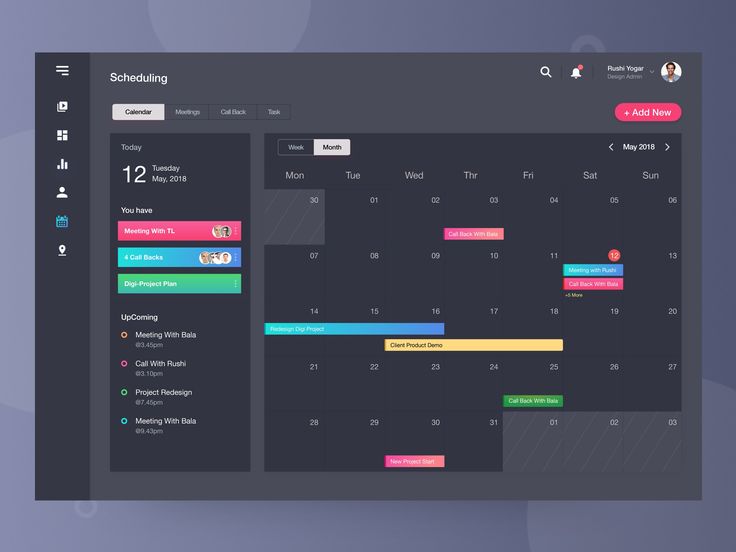 Scheduling
Rushi Yogar
Design Admin
Calendar Meetings Call Back Task
+ Add New
Today
12
Tuesday
May, 2018
You have
Meeting With TL
4 Call Backs
Digi-Project Plan
UpComing
Meeting With Bala
@3.45pm
Call With Rushi
@3.10pm
Project Redesign
@7.45pm
Meeting With Bala
@9.43pm
Week Month
May 2018
Mon Tue Wed Thr Fri Sat Sun
30 01 02 03 04 05 06
Call Back With Bala
07 08 09 10 11 12 13
Meeting with Rushi
Call Back With Bala
+5 More
14 15 16 17 18 19 20
Redesign Digi Project
Client Product Demo
21 22 23 24 25 26 27
Call Back With Bala
28 29 30 31 01 02 03
New Project Start